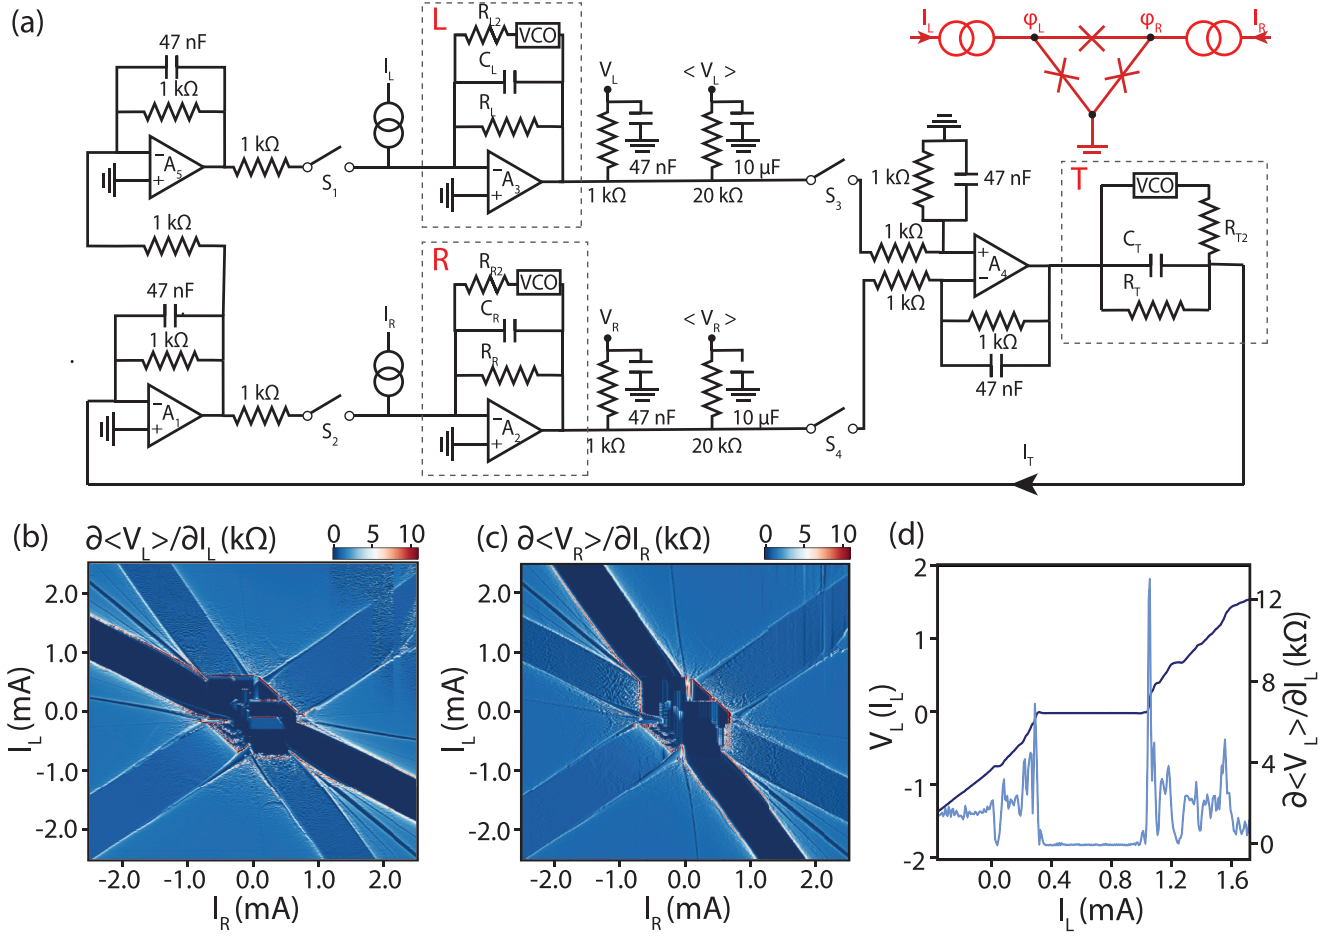 (a)
47 nF
1 kΩ
A5
1 kΩ
S1
IL
L
RL2
VCO
CL
RL
A3
VL
< VL >
47 nF
10 μF
1 kΩ
20 kΩ
S3
1 kΩ
47 nF
1 kΩ
1 kΩ
A4
1 kΩ
47 nF
IL
φL
φR
IR
T
VCO
RT2
CT
RT
1 kΩ
47 nF
1 kΩ
A1
1 kΩ
S2
IR
R
RR2
VCO
CR
RR
A2
VR
< VR >
47 nF
10 μF
1 kΩ
20 kΩ
S4
IT
(b) ∂<VL>/∂IL (kΩ)
0 5 10
IL (mA)
2.0
1.0
0.0
-1.0
-2.0
-2.0 -1.0 0.0 1.0 2.0
IR (mA)
(c) ∂<VR>/∂IR (kΩ)
0 5 10
IL (mA)
2.0
1.0
0.0
-1.0
-2.0
-2.0 -1.0 0.0 1.0 2.0
IR (mA)
(d)
VL (IL)
2
1
0
-1
-2
0.0 0.4 0.8 1.2 1.6
IL (mA)
12
8
4
0
∂<VL>/∂IL (kΩ)